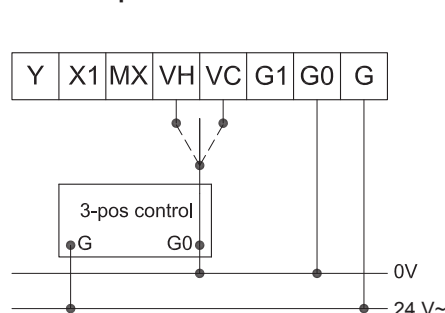 Y X1 MX VH VC G1 G0 G
3-pos control
G G0
0V
24 V~